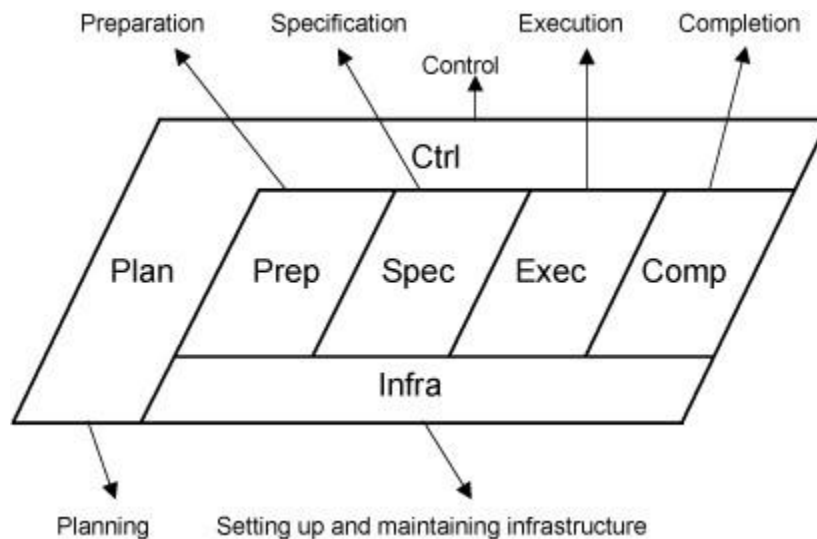 Preparation Specification Execution Completion
Control
Ctrl
Plan Prep Spec Exec Comp
Infra
Planning Setting up and maintaining infrastructure